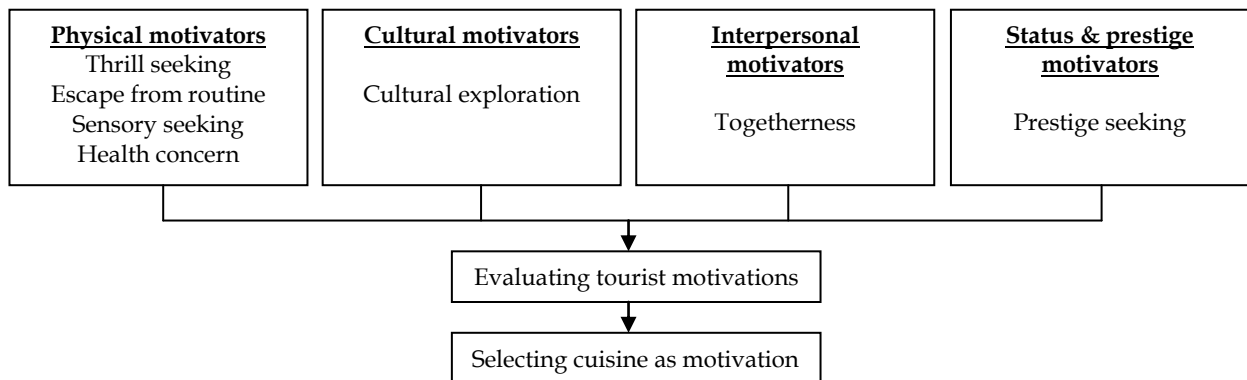 Physical motivators
Thrill seeking
Escape from routine
Sensory seeking
Health concern
Cultural motivators
Cultural exploration
Interpersonal
motivators
Togetherness
Status & prestige
motivators
Prestige seeking
Evaluating tourist motivations
Selecting cuisine as motivation